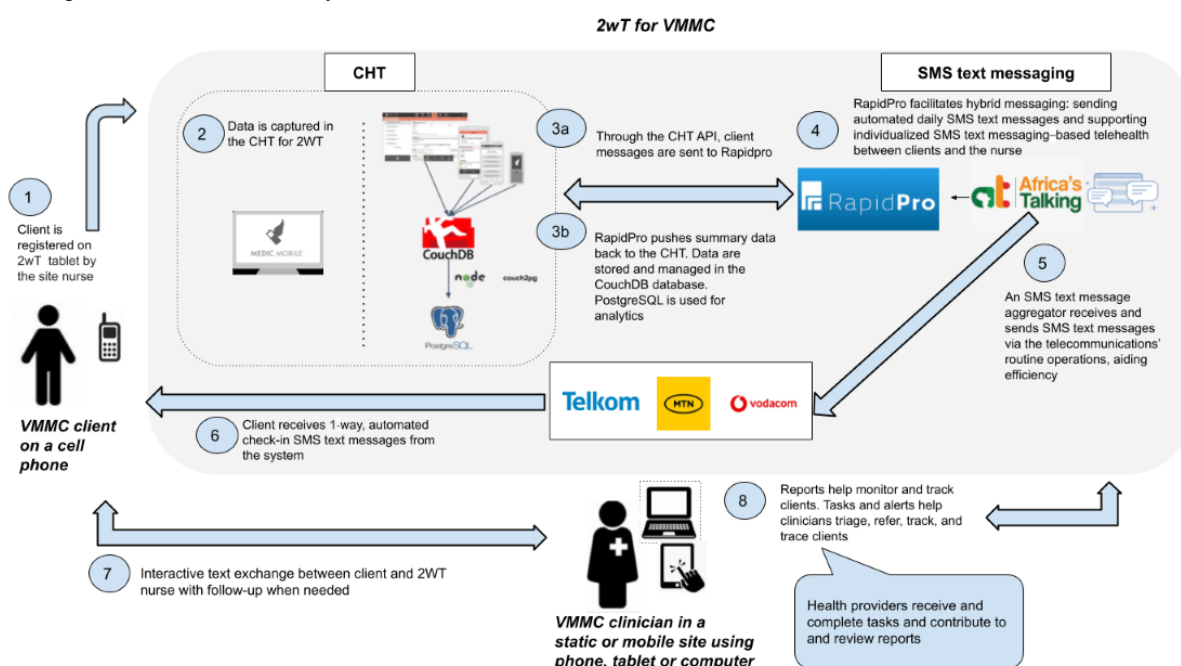 2wT for VMMC
CHT
SMS text messaging
1
Client is
registered on
2wT tablet by
the site nurse
2
Data is captured in
the CHT for 2WT
MEDIC MOBILE
CouchDB
node
couch2pg
PostgreSQL
3a
Through the CHT API, client
messages are sent to Rapidpro
3b
RapidPro pushes summary data
back to the CHT. Data are
stored and managed in the
CouchDB database.
PostgreSQL is used for
analytics
4
RapidPro facilitates hybrid messaging: sending
automated daily SMS text messages and supporting
individualized SMS text messaging–based telehealth
between clients and the nurse
RapidPro
at Africa's
Talking
5
An SMS text message
aggregator receives and
sends SMS text messages
via the telecommunications'
routine operations, aiding
efficiency
Telkom
MTN
vodacom
6
Client receives 1-way, automated
check-in SMS text messages from
the system
VMMC client
on a cell
phone
7
Interactive text exchange between client and 2WT
nurse with follow-up when needed
VMMC clinician in a
static or mobile site using
phone, tablet or computer
8
Reports help monitor and track
clients. Tasks and alerts help
clinicians triage, refer, track, and
trace clients
Health providers receive and
complete tasks and contribute to
and review reports